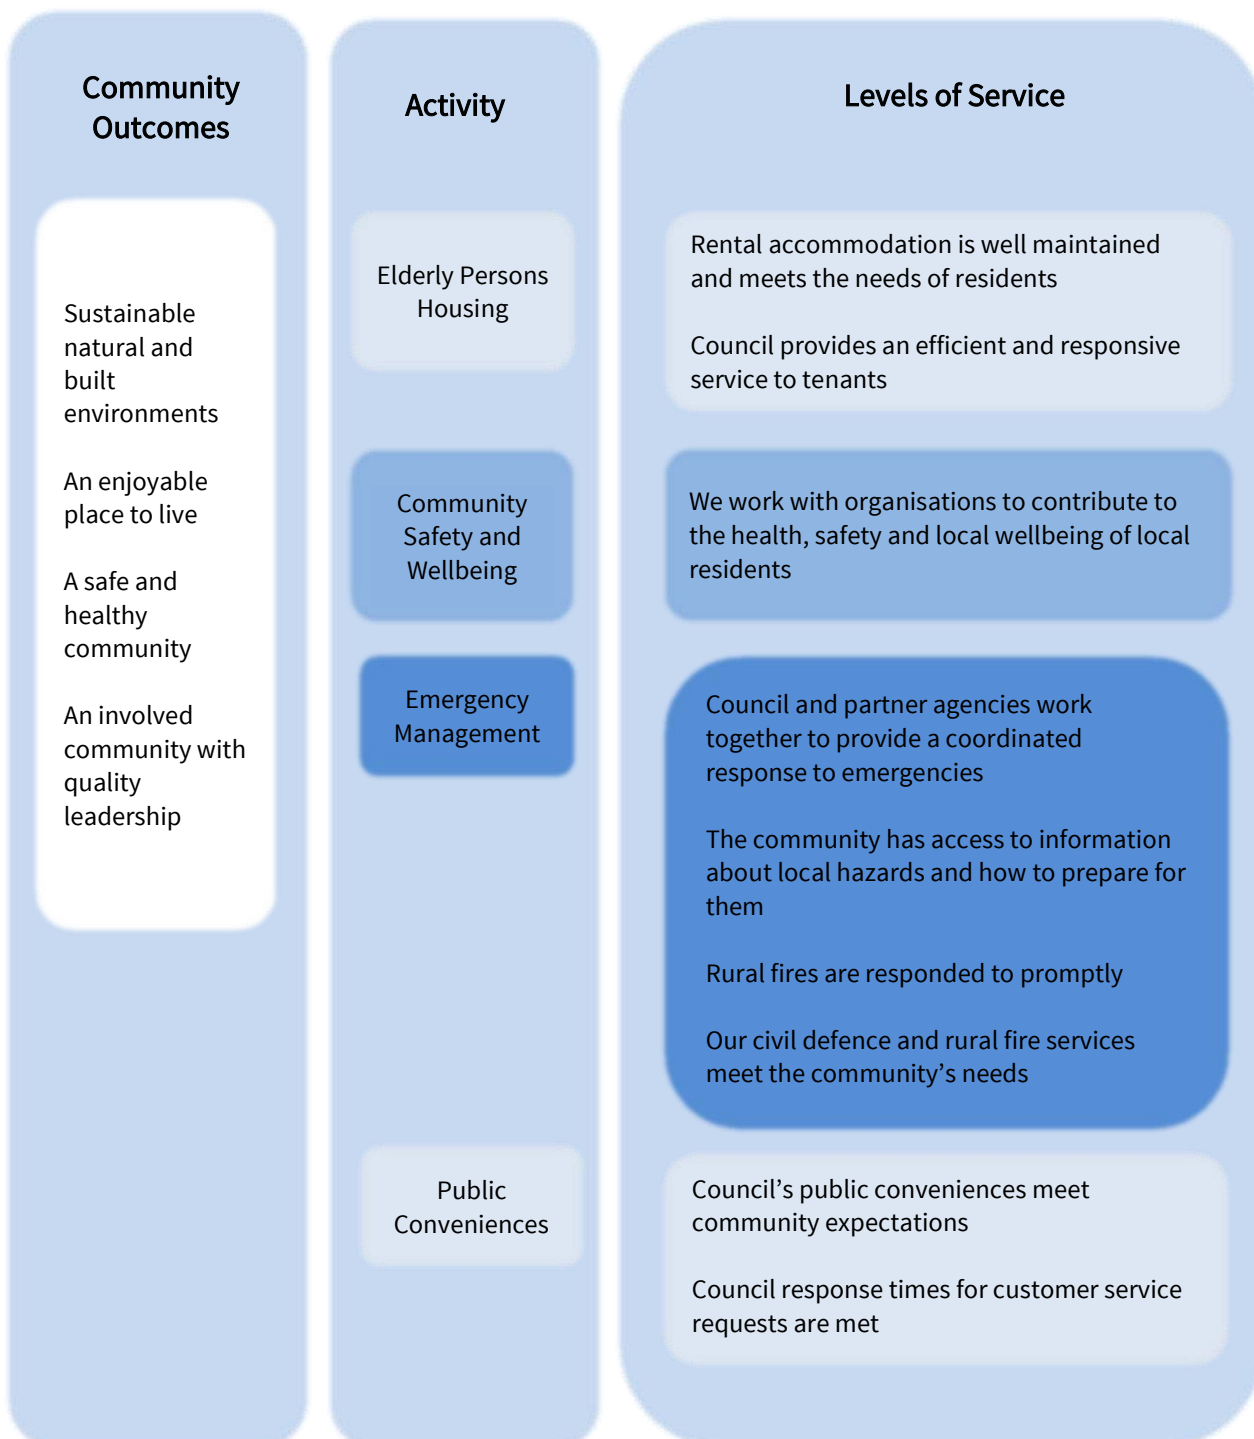 Community
Outcomes
Activity
Levels of Service
Sustainable
natural and
built
environments
An enjoyable
place to live
A safe and
healthy
community
An involved
community with
quality
leadership
Elderly Persons
Housing
Rental accommodation is well maintained
and meets the needs of residents
Council provides an efficient and responsive
service to tenants
Community
Safety and
Wellbeing
We work with organisations to contribute to
the health, safety and local wellbeing of local
residents
Emergency
Management
Council and partner agencies work
together to provide a coordinated
response to emergencies
The community has access to information
about local hazards and how to prepare for
them
Rural fires are responded to promptly
Our civil defence and rural fire services
meet the community’s needs
Public
Conveniences
Council’s public conveniences meet
community expectations
Council response times for customer service
requests are met